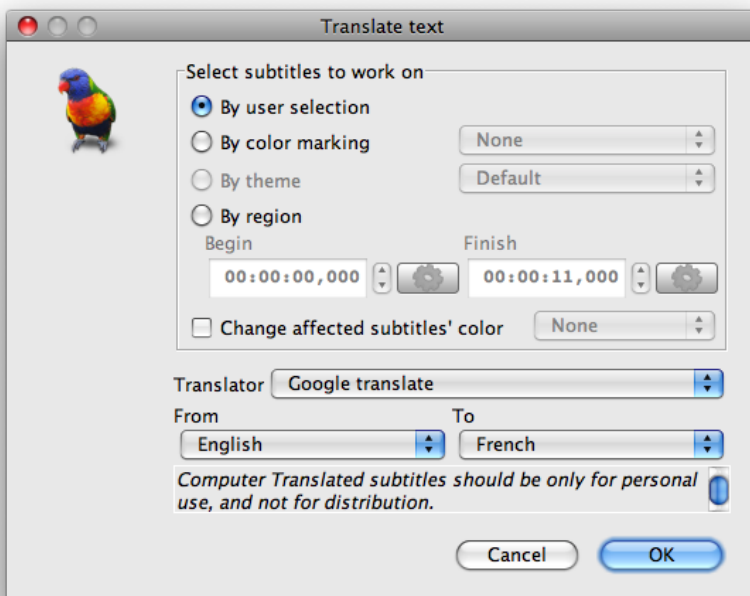 Translate text
Select subtitles to work on
By user selection
By color marking None
By theme Default
By region
Begin Finish
00:00:00,000 00:00:11,000
Change affected subtitles' color None
Translator Google translate
From To
English French
Computer Translated subtitles should be only for personal
use, and not for distribution.
Cancel OK